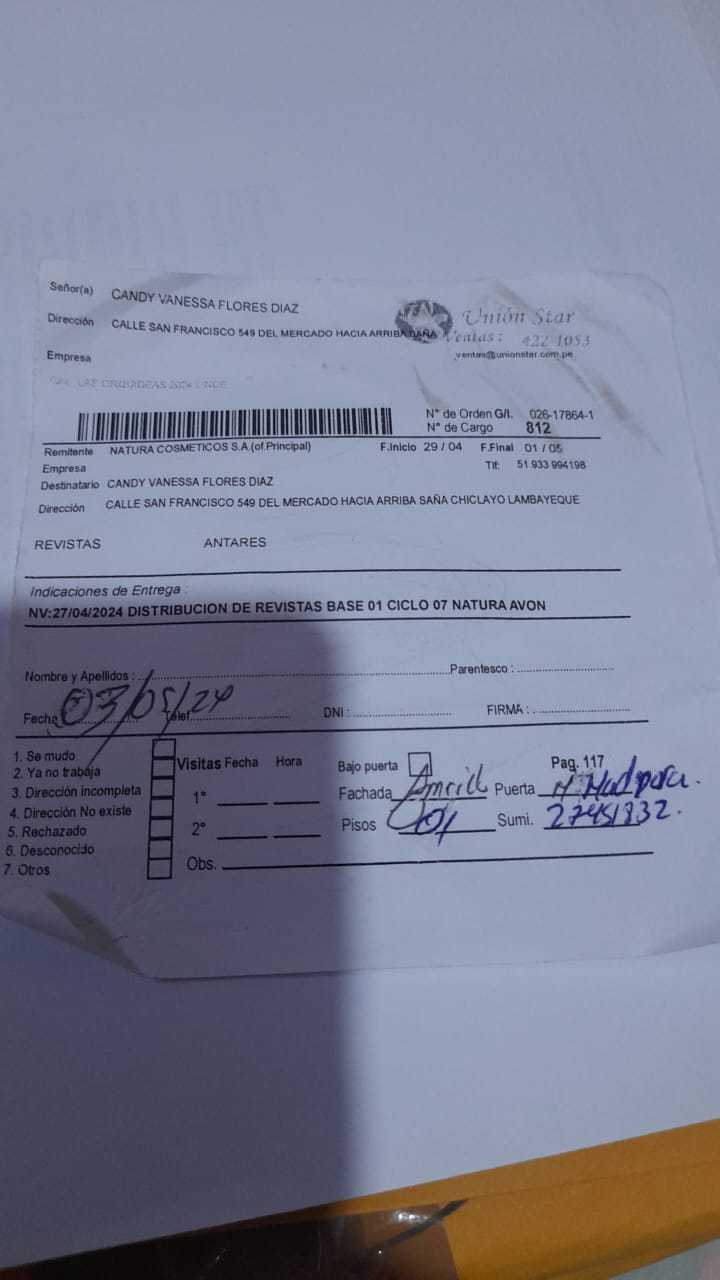 Señor(a) CANDY VANESSA FLORES DIAZ
Unión Star
Dirección CALLE SAN FRANCISCO 549 DEL MERCADO HACIA ARRIBA SAÑA
Ventas: 422-1053
ventas@unionstar.com.pe
Empresa
CAL LAS ORQUIDEAS 2624 LINCE
N° de Orden G/I. 026-17864-1
N° de Cargo 812
Remitente NATURA COSMETICOS S.A.(of.Principal) F.Inicio 29 / 04 F.Final 01 / 05
Empresa Tlf: 51 933 994198
Destinatario CANDY VANESSA FLORES DIAZ
Dirección CALLE SAN FRANCISCO 549 DEL MERCADO HACIA ARRIBA SAÑA CHICLAYO LAMBAYEQUE
REVISTAS ANTARES
Indicaciones de Entrega :
NV:27/04/2024 DISTRIBUCION DE REVISTAS BASE 01 CICLO 07 NATURA AVON
Nombre y Apellidos : Parentesco :
Fecha 03/05/24 Telef. DNI : FIRMA :
1. Se mudo
2. Ya no trabaja
3. Dirección incompleta
4. Dirección No existe
5. Rechazado
6. Desconocido
7. Otros
Visitas Fecha Hora
1°
2°
Obs.
Bajo puerta Pag. 117
Fachada Puerta
Pisos 01 Sumi. 27451832.